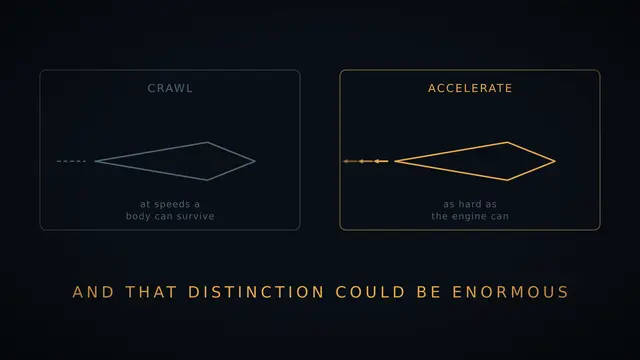 CRAWL
at speeds a
body can survive
ACCELERATE
as hard as
the engine can
AND THAT DISTINCTION COULD BE ENORMOUS